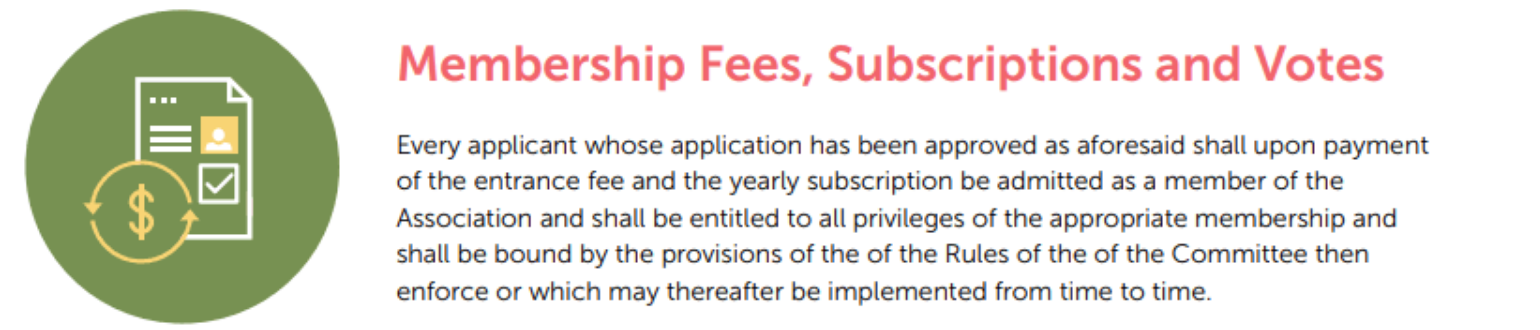 Membership Fees, Subscriptions and Votes
Every applicant whose application has been approved as aforesaid shall upon payment
of the entrance fee and the yearly subscription be admitted as a member of the
Association and shall be entitled to all privileges of the appropriate membership and
shall be bound by the provisions of the of the Rules of the of the Committee then
enforce or which may thereafter be implemented from time to time.
$